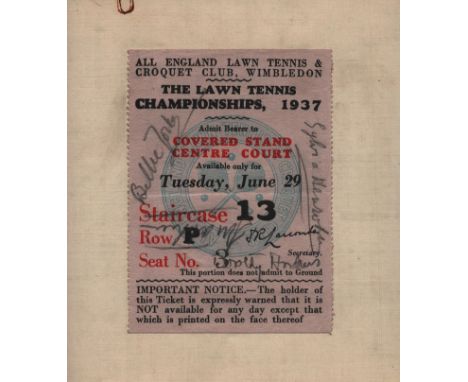 ALL ENGLAND LAWN TENNIS &
CROQUET CLUB, WIMBLEDON
THE LAWN TENNIS
CHAMPIONSHIPS, 1937
Admit Bearer to
COVERED STAND
CENTRE COURT
Available only for
Tuesday, June 29
Staircase 13
Row P
Secretary.
Seat No. 8
This portion does not admit to Ground
IMPORTANT NOTICE.—The holder of
this Ticket is expressly warned that it is
NOT available for any day except that
which is printed on the face thereof